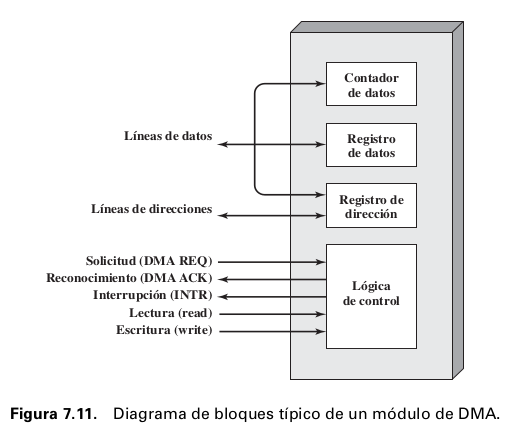 Contador
de datos
Líneas de datos
Registro
de datos
Líneas de direcciones
Registro de
dirección
Solicitud (DMA REQ)
Reconocimiento (DMA ACK)
Interrupción (INTR)
Lectura (read)
Escritura (write)
Lógica
de control
Figura 7.11. Diagrama de bloques típico de un módulo de DMA.